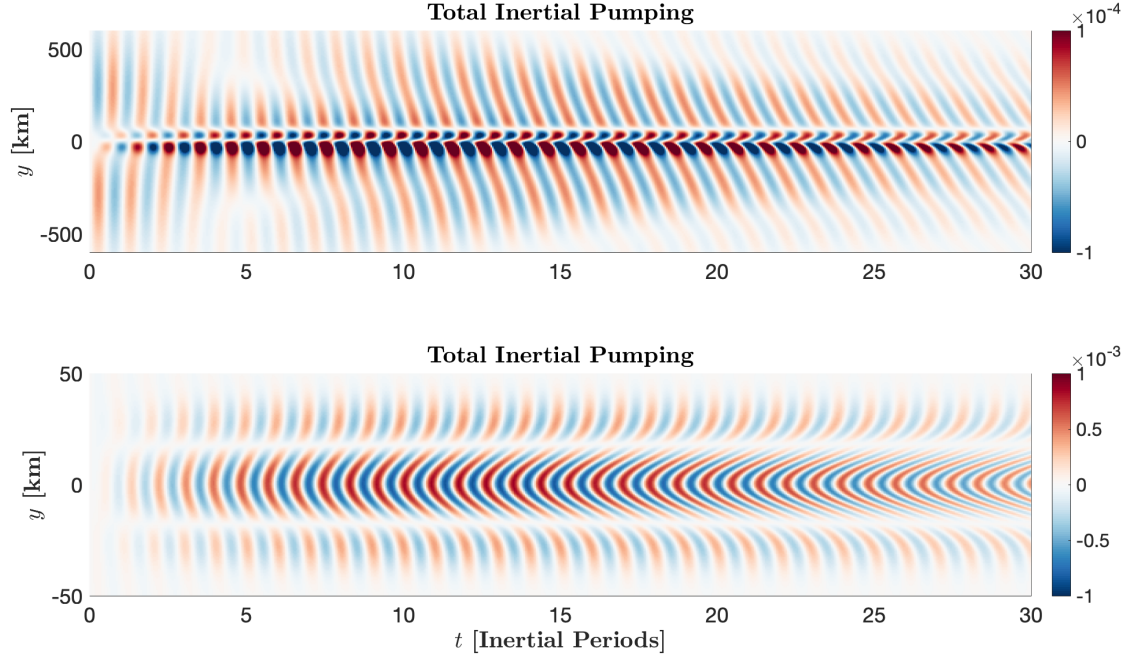 Total Inertial Pumping
×10⁻⁴
500
0
-500
y [km]
1
0
-1
0 5 10 15 20 25 30
Total Inertial Pumping
×10⁻³
50
0
-50
y [km]
1
0.5
0
-0.5
-1
0 5 10 15 20 25 30
t [Inertial Periods]